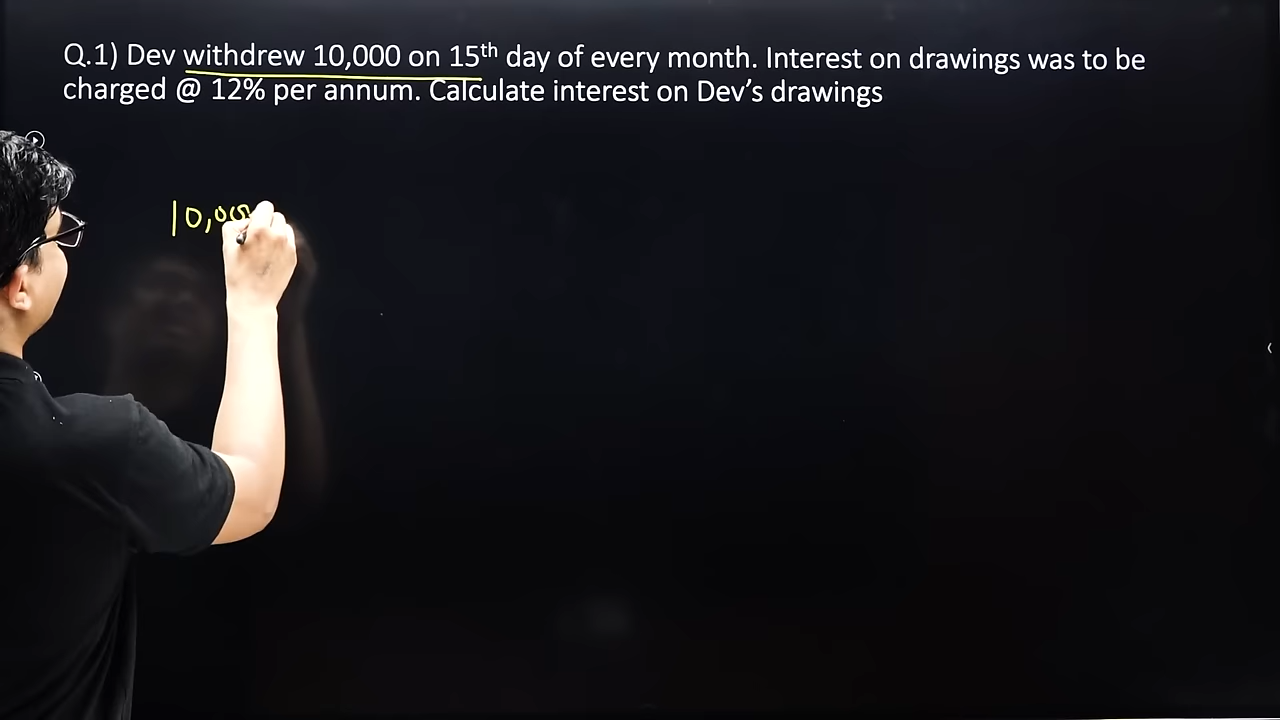 Q.1) Dev withdrew 10,000 on 15th day of every month. Interest on drawings was to be
charged @ 12% per annum. Calculate interest on Dev’s drawings
10,00